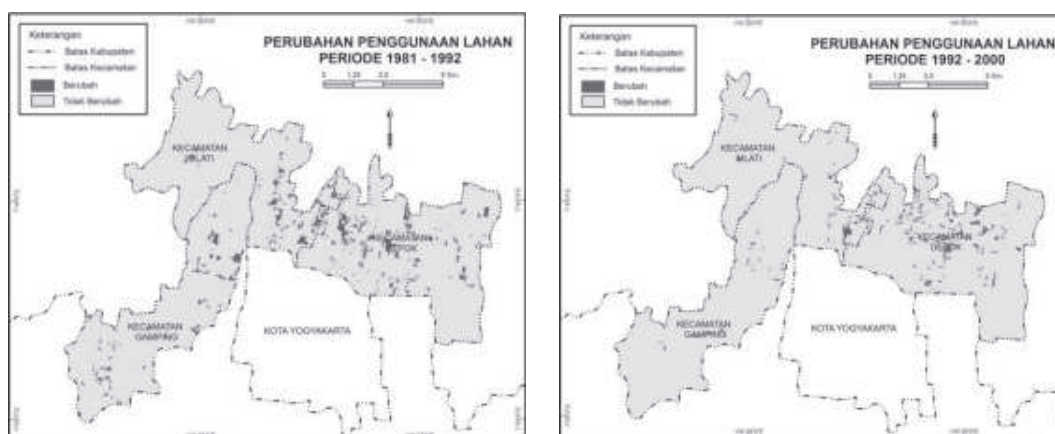 Keterangan
Batas Kabupaten
Batas Kecamatan
Berubah
Tidak Berubah
PERUBAHAN PENGGUNAAN LAHAN
PERIODE 1981 - 1992
KECAMATAN
MLATI
KECAMATAN
DEPOK
KECAMATAN
GAMPING
KOTA YOGYAKARTA
Keterangan
Batas Kabupaten
Batas Kecamatan
Berubah
Tidak Berubah
PERUBAHAN PENGGUNAAN LAHAN
PERIODE 1992 - 2000
KECAMATAN
MLATI
KECAMATAN
DEPOK
KECAMATAN
GAMPING
KOTA YOGYAKARTA